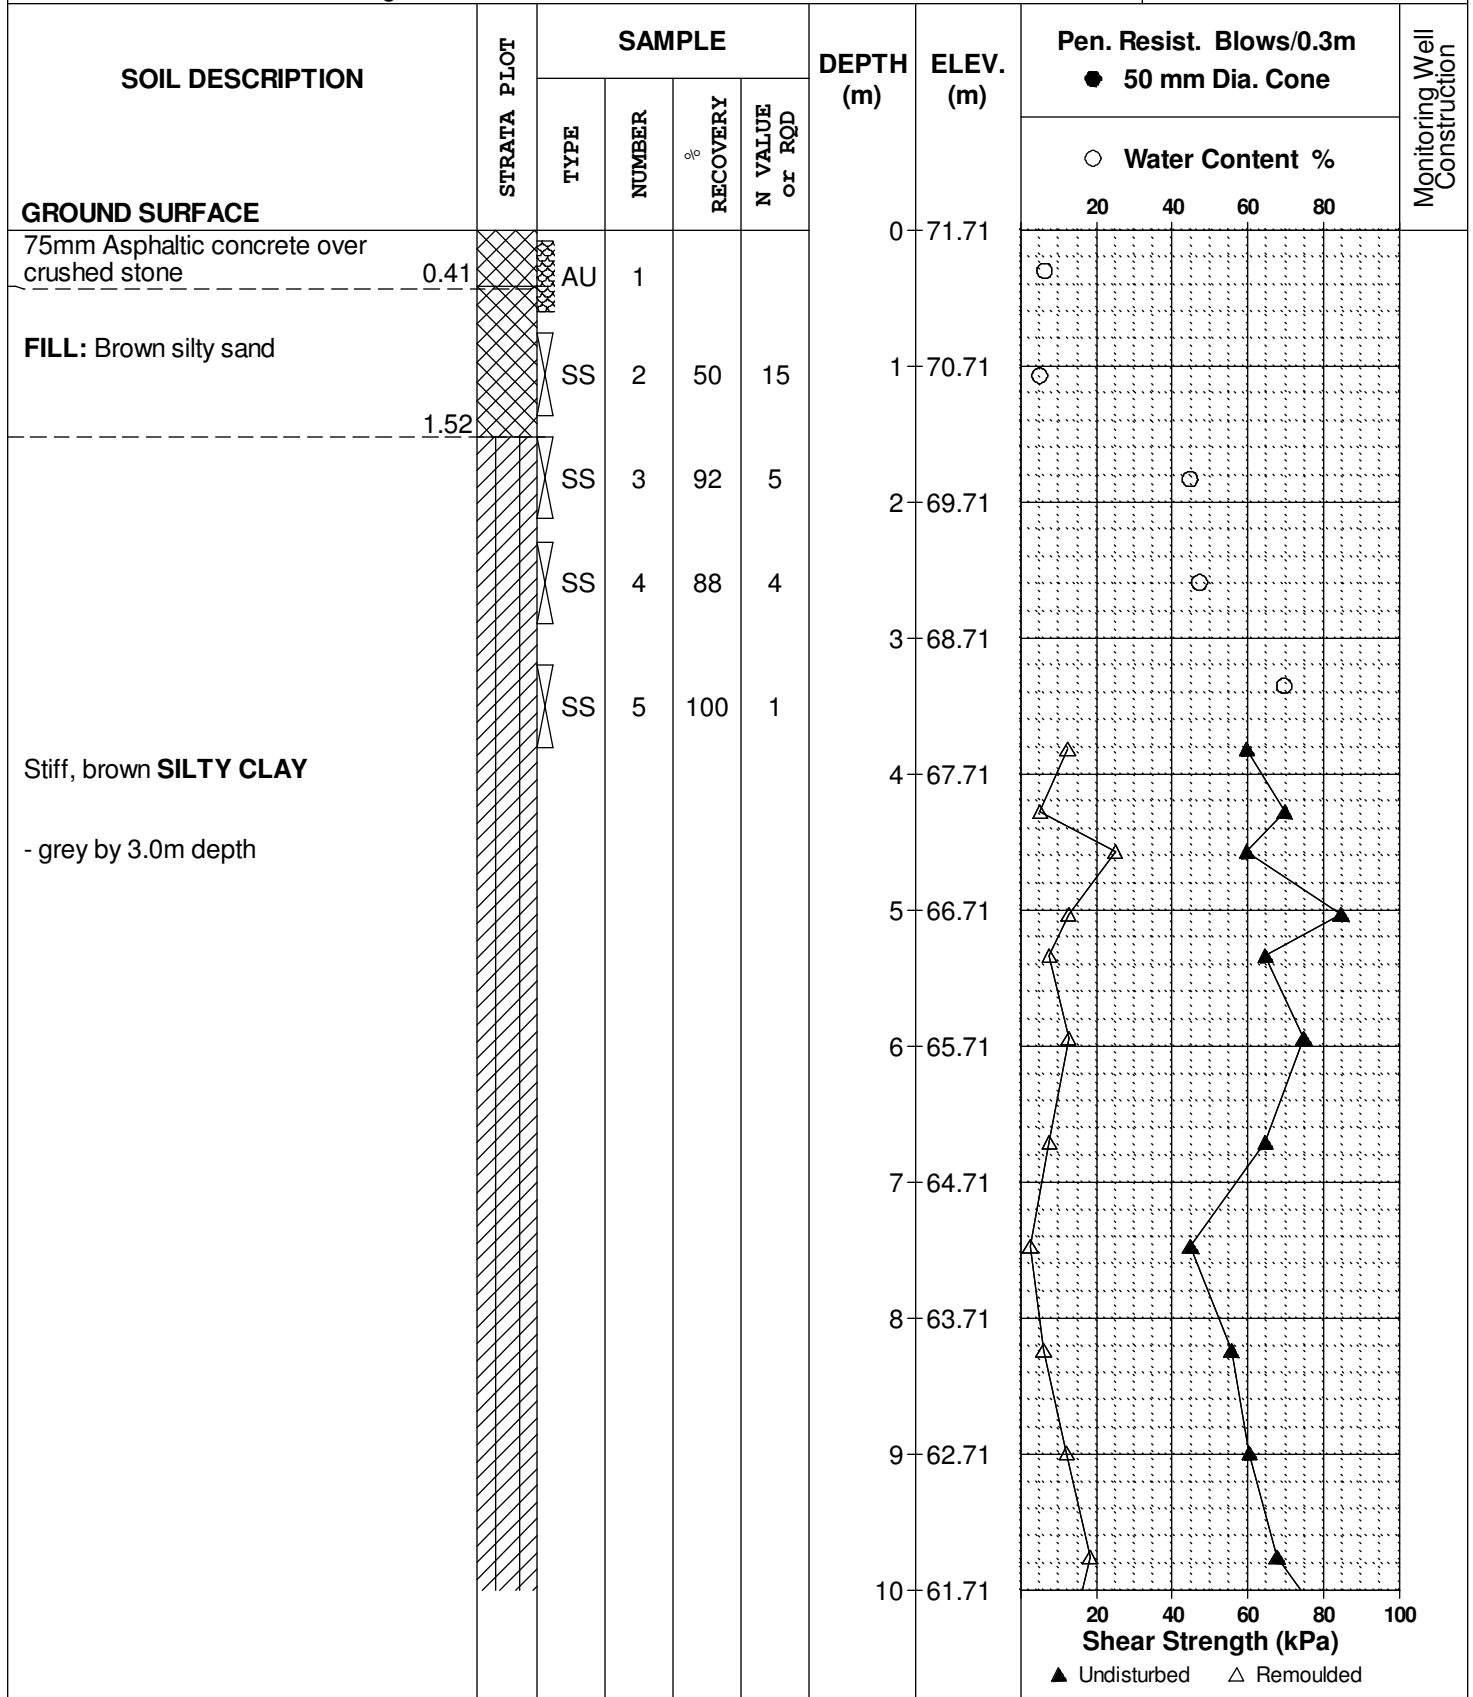 SOIL DESCRIPTION
GROUND SURFACE
STRATA PLOT
SAMPLE
TYPE
NUMBER
%
RECOVERY
N VALUE
or RQD
DEPTH
(m)
ELEV.
(m)
Pen. Resist. Blows/0.3m
● 50 mm Dia. Cone
○ Water Content %
20 40 60 80
Monitoring Well
Construction
75mm Asphaltic concrete over
crushed stone 0.41
FILL: Brown silty sand
1.52
Stiff, brown SILTY CLAY
- grey by 3.0m depth
AU 1
SS 2 50 15
SS 3 92 5
SS 4 88 4
SS 5 100 1
0 71.71
1 70.71
2 69.71
3 68.71
4 67.71
5 66.71
6 65.71
7 64.71
8 63.71
9 62.71
10 61.71
20 40 60 80 100
Shear Strength (kPa)
▲ Undisturbed △ Remoulded